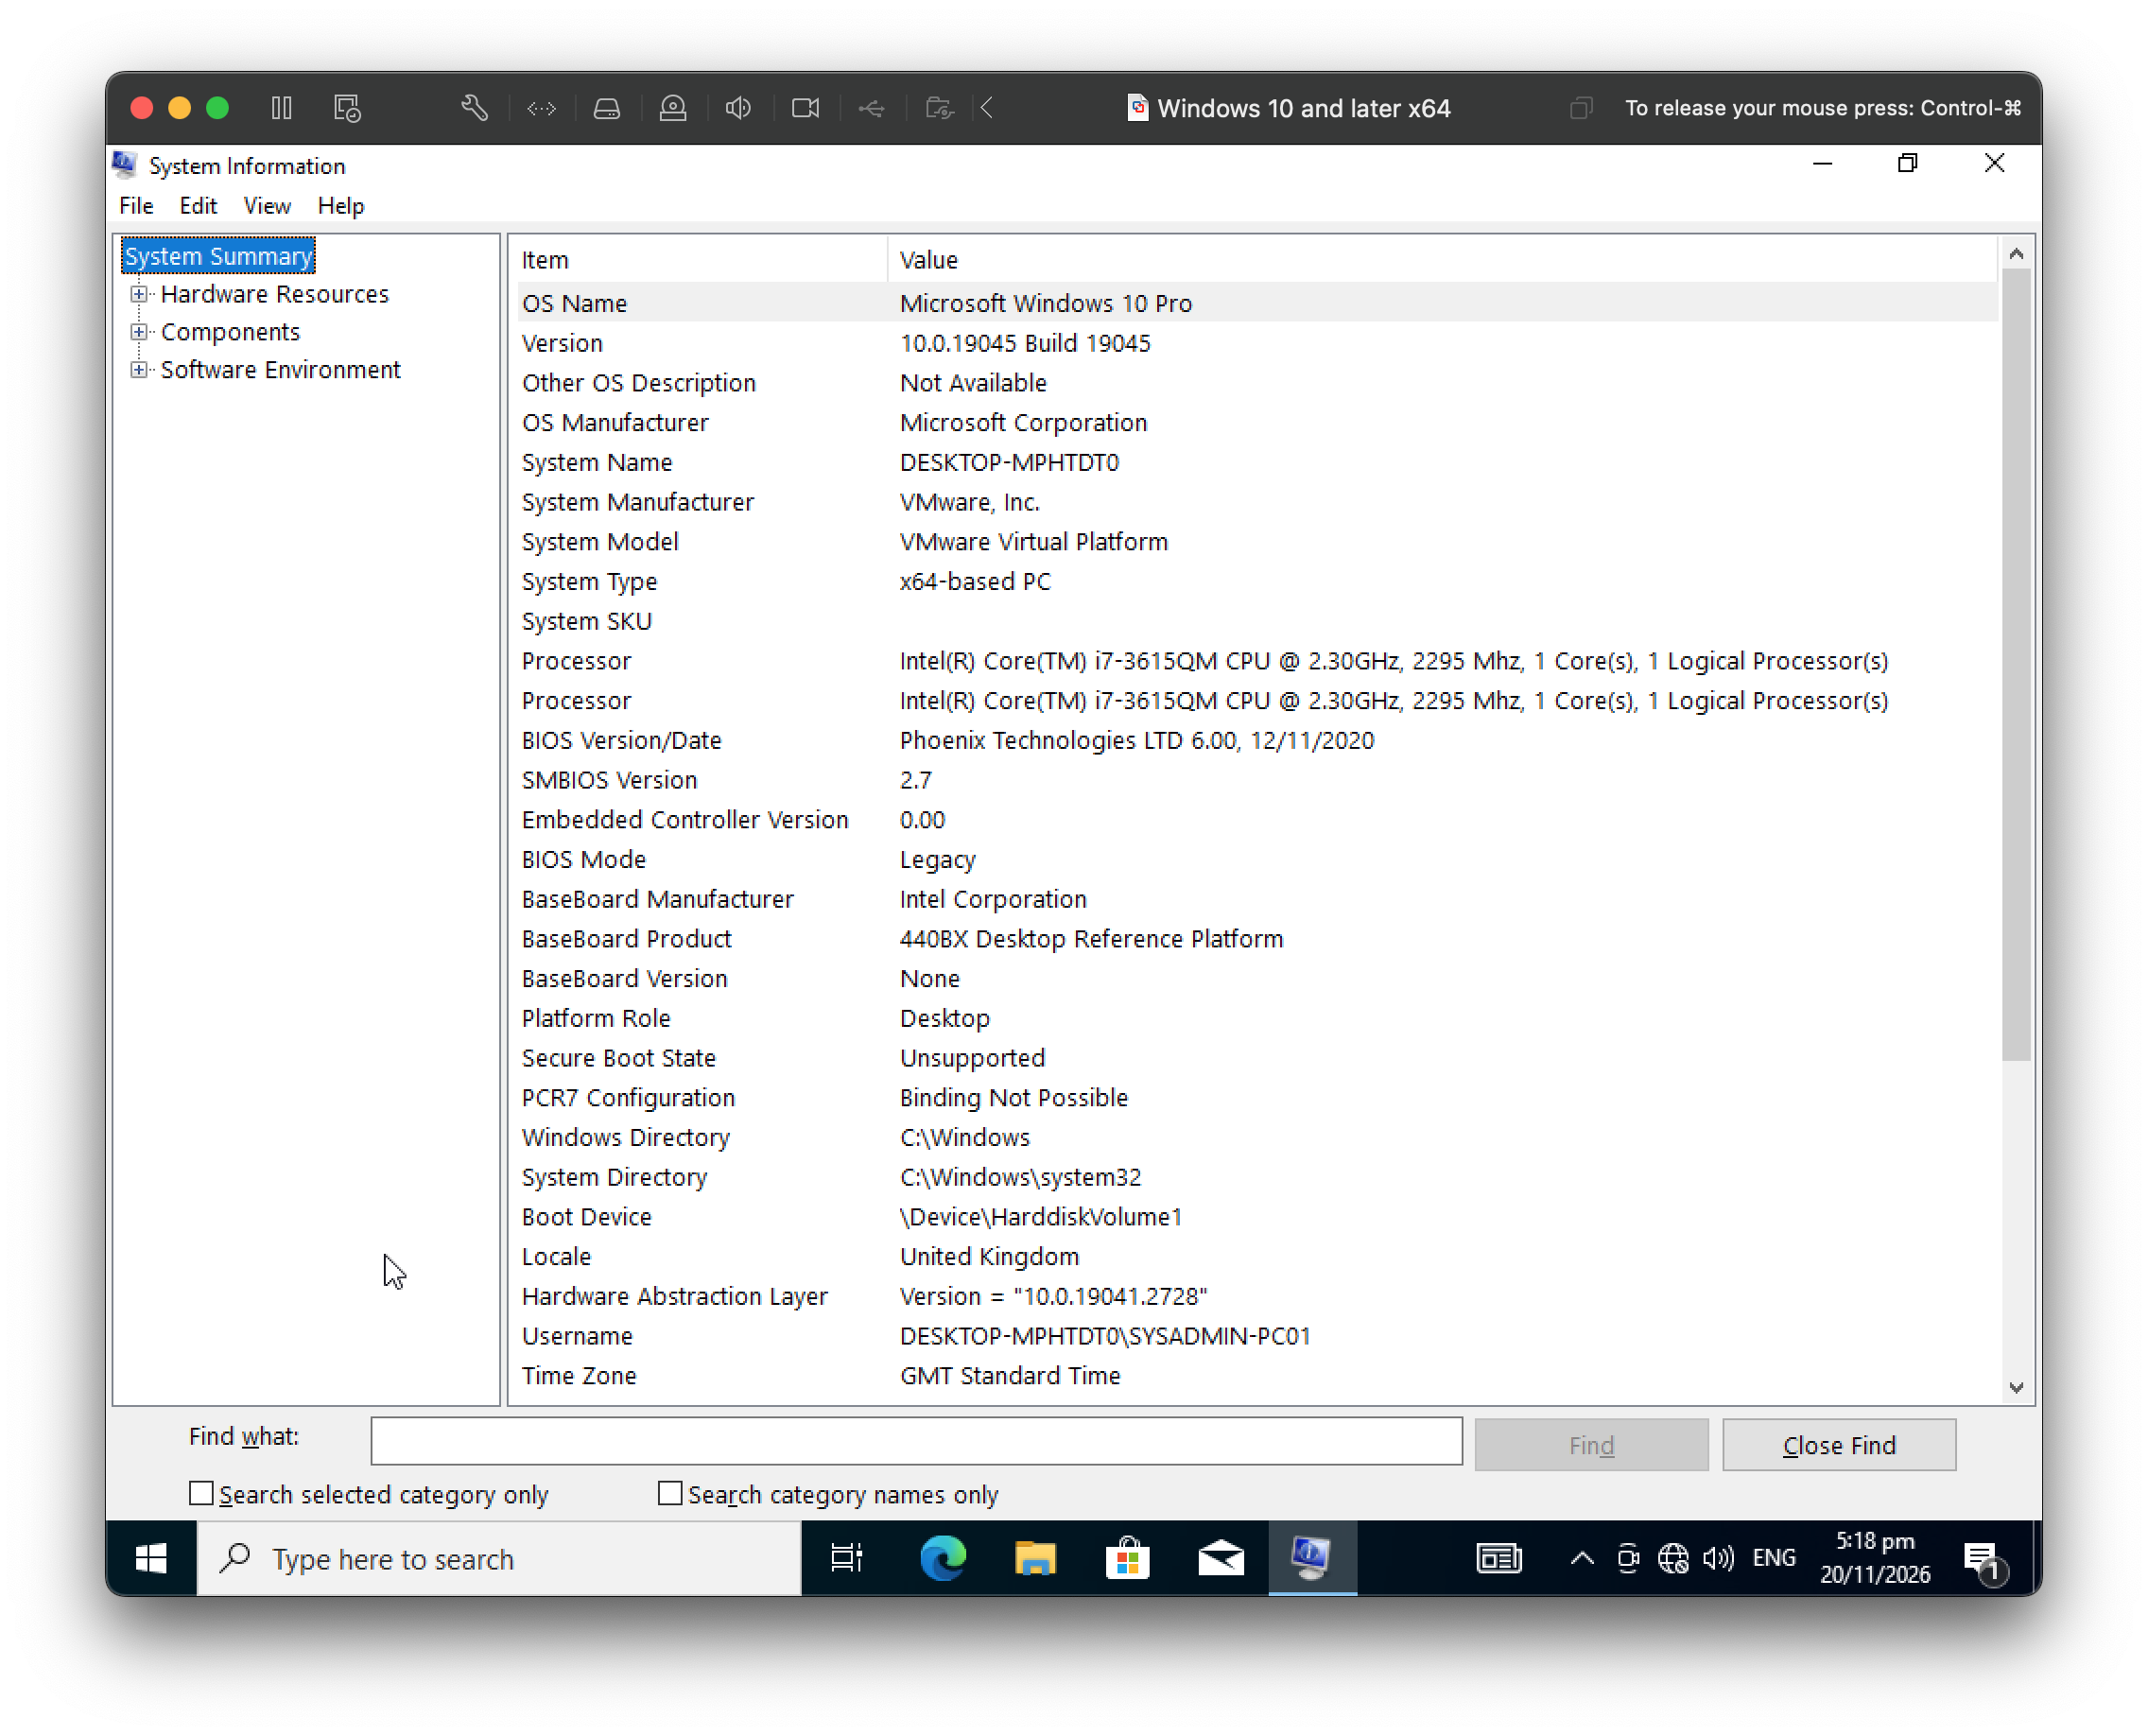 Windows 10 and later x64
To release your mouse press: Control-⌘
System Information
File Edit View Help
System Summary
Hardware Resources
Components
Software Environment
Item Value
OS Name Microsoft Windows 10 Pro
Version 10.0.19045 Build 19045
Other OS Description Not Available
OS Manufacturer Microsoft Corporation
System Name DESKTOP-MPHTDT0
System Manufacturer VMware, Inc.
System Model VMware Virtual Platform
System Type x64-based PC
System SKU
Processor Intel(R) Core(TM) i7-3615QM CPU @ 2.30GHz, 2295 Mhz, 1 Core(s), 1 Logical Processor(s)
Processor Intel(R) Core(TM) i7-3615QM CPU @ 2.30GHz, 2295 Mhz, 1 Core(s), 1 Logical Processor(s)
BIOS Version/Date Phoenix Technologies LTD 6.00, 12/11/2020
SMBIOS Version 2.7
Embedded Controller Version 0.00
BIOS Mode Legacy
BaseBoard Manufacturer Intel Corporation
BaseBoard Product 440BX Desktop Reference Platform
BaseBoard Version None
Platform Role Desktop
Secure Boot State Unsupported
PCR7 Configuration Binding Not Possible
Windows Directory C:\Windows
System Directory C:\Windows\system32
Boot Device \Device\HarddiskVolume1
Locale United Kingdom
Hardware Abstraction Layer Version = "10.0.19041.2728"
Username DESKTOP-MPHTDT0\SYSADMIN-PC01
Time Zone GMT Standard Time
Find what:
Find
Close Find
Search selected category only
Search category names only
Type here to search
ENG
5:18 pm
20/11/2026
1